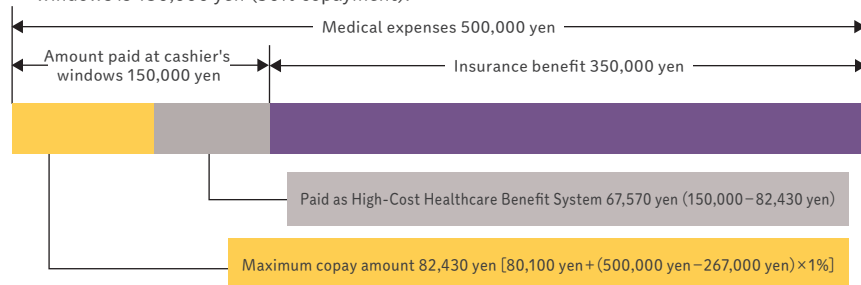 Medical expenses 500,000 yen
Amount paid at cashier's
windows 150,000 yen
Insurance benefit 350,000 yen
Paid as High-Cost Healthcare Benefit System 67,570 yen (150,000−82,430 yen)
Maximum copay amount 82,430 yen [80,100 yen+(500,000 yen−267,000 yen)×1%]